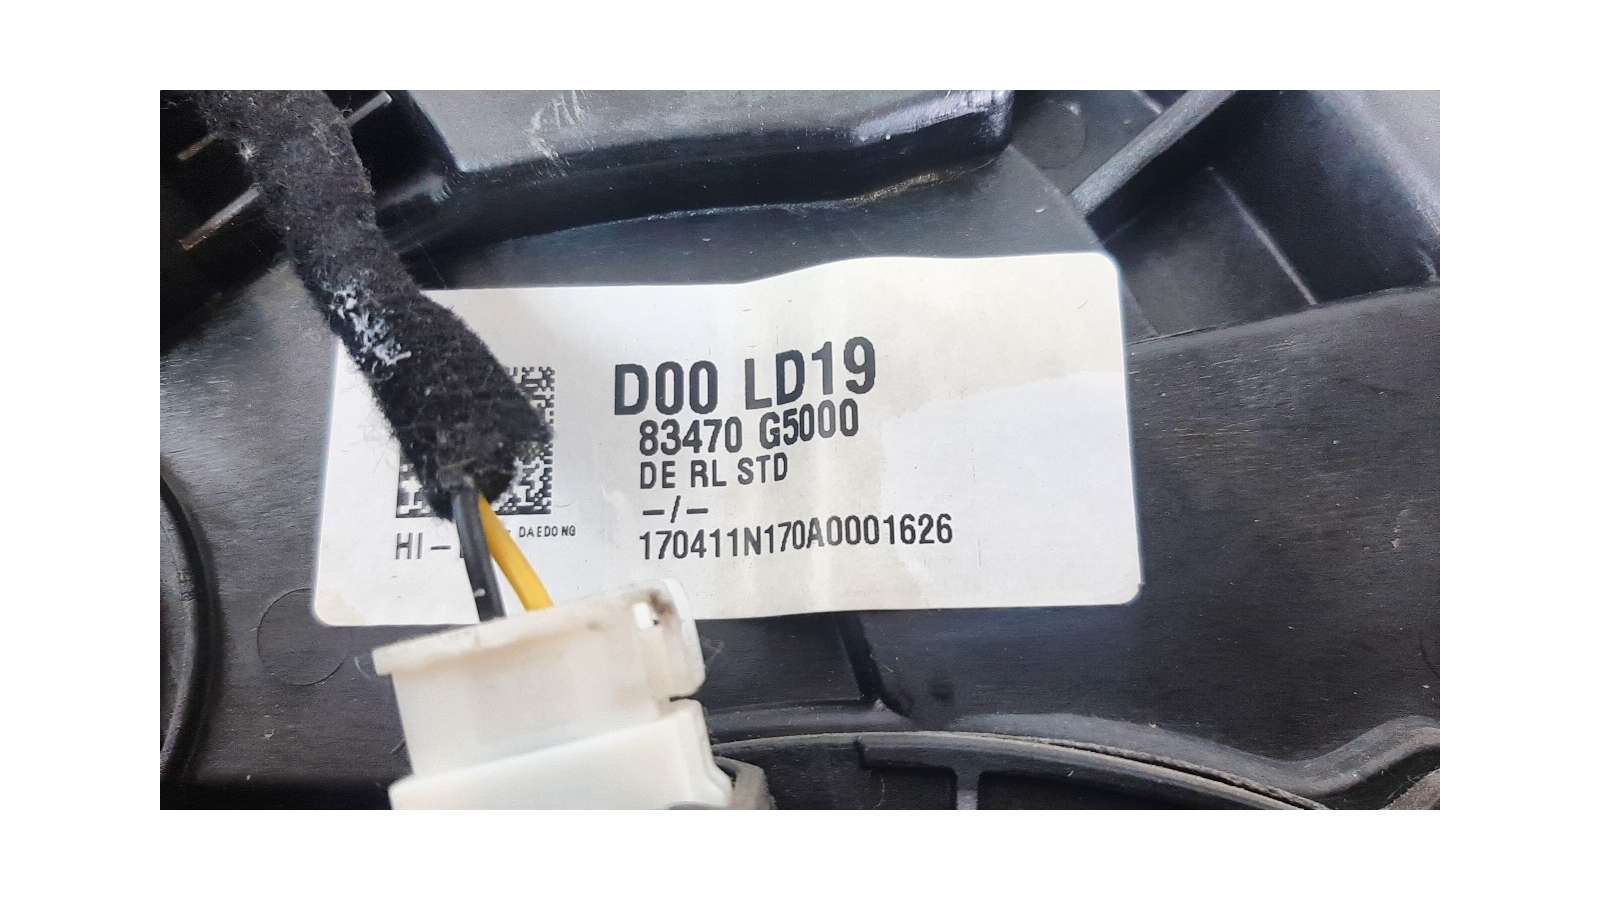 D00 LD19
83470 G5000
DE RL STD
-/-
170411N170A0001626
DAEDONG